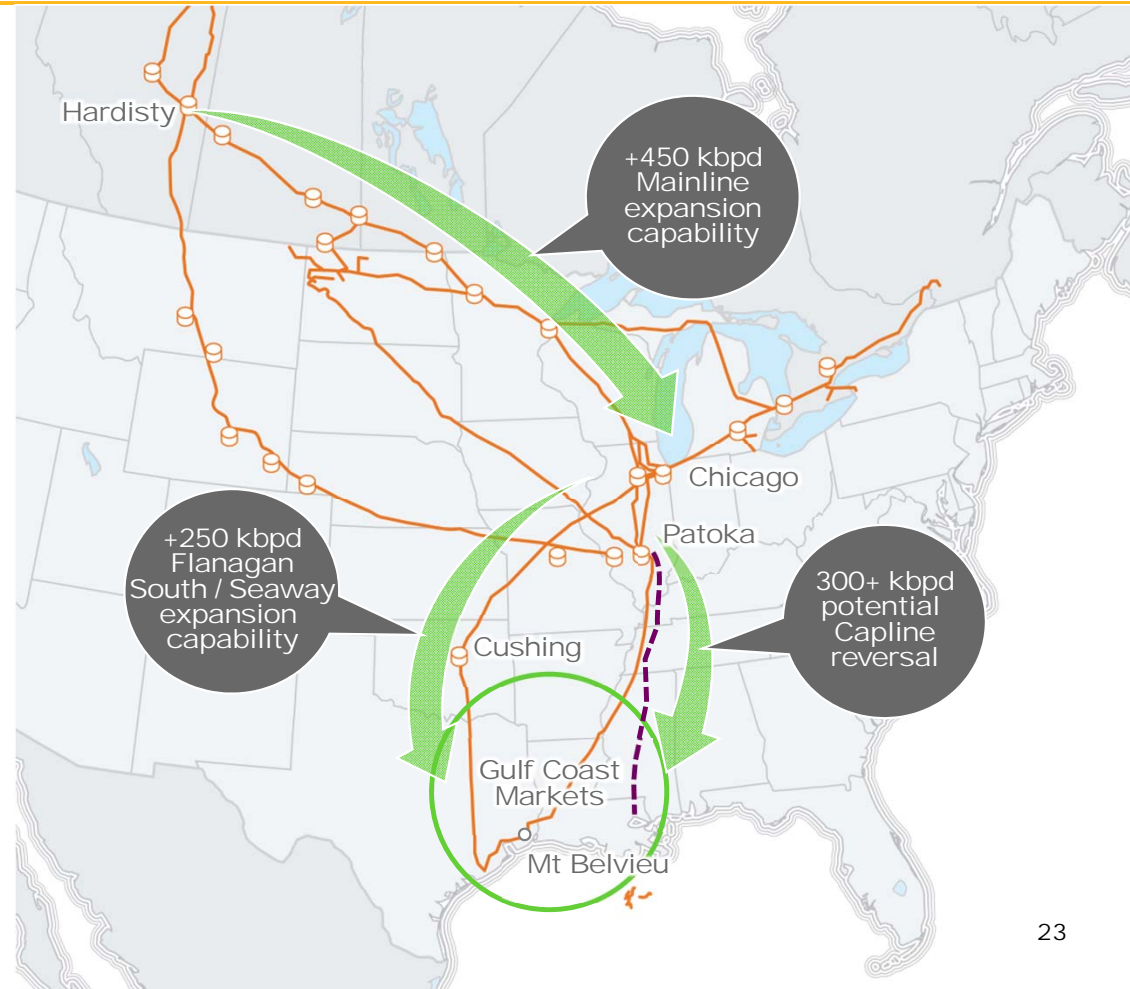 Hardisty
+450 kbpd
Mainline
expansion
capability
Chicago
Patoka
+250 kbpd
Flanagan
South / Seaway
expansion
capability
300+ kbpd
potential
Capline
reversal
Cushing
Gulf Coast
Markets
Mt Belvieu
23